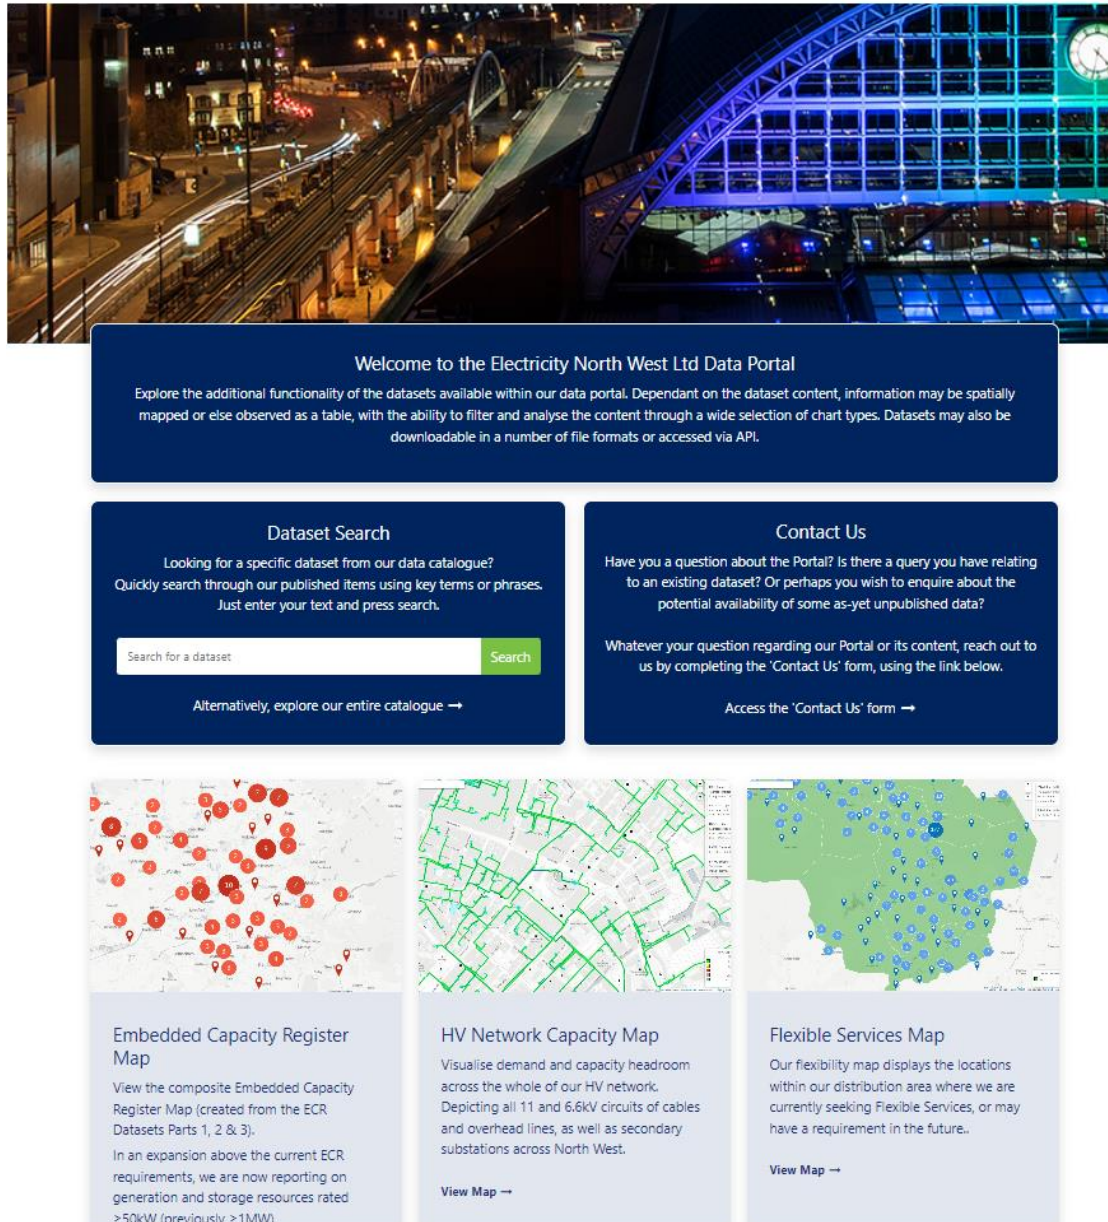 Welcome to the Electricity North West Ltd Data Portal
Explore the additional functionality of the datasets available within our data portal. Dependant on the dataset content, information may be spatially
mapped or else observed as a table, with the ability to filter and analyse the content through a wide selection of chart types. Datasets may also be
downloadable in a number of file formats or accessed via API.
Dataset Search
Looking for a specific dataset from our data catalogue?
Quickly search through our published items using key terms or phrases.
Just enter your text and press search.
Search for a dataset
Search
Alternatively, explore our entire catalogue →
Contact Us
Have you a question about the Portal? Is there a query you have relating
to an existing dataset? Or perhaps you wish to enquire about the
potential availability of some as-yet unpublished data?
Whatever your question regarding our Portal or its content, reach out to
us by completing the 'Contact Us' form, using the link below.
Access the 'Contact Us' form →
Embedded Capacity Register
Map
View the composite Embedded Capacity
Register Map (created from the ECR
Datasets Parts 1, 2 & 3).
In an expansion above the current ECR
requirements, we are now reporting on
generation and storage resources rated
>50kW (previously >1MW).
HV Network Capacity Map
Visualise demand and capacity headroom
across the whole of our HV network.
Depicting all 11 and 6.6kV circuits of cables
and overhead lines, as well as secondary
substations across North West.
View Map →
Flexible Services Map
Our flexibility map displays the locations
within our distribution area where we are
currently seeking Flexible Services, or may
have a requirement in the future..
View Map →